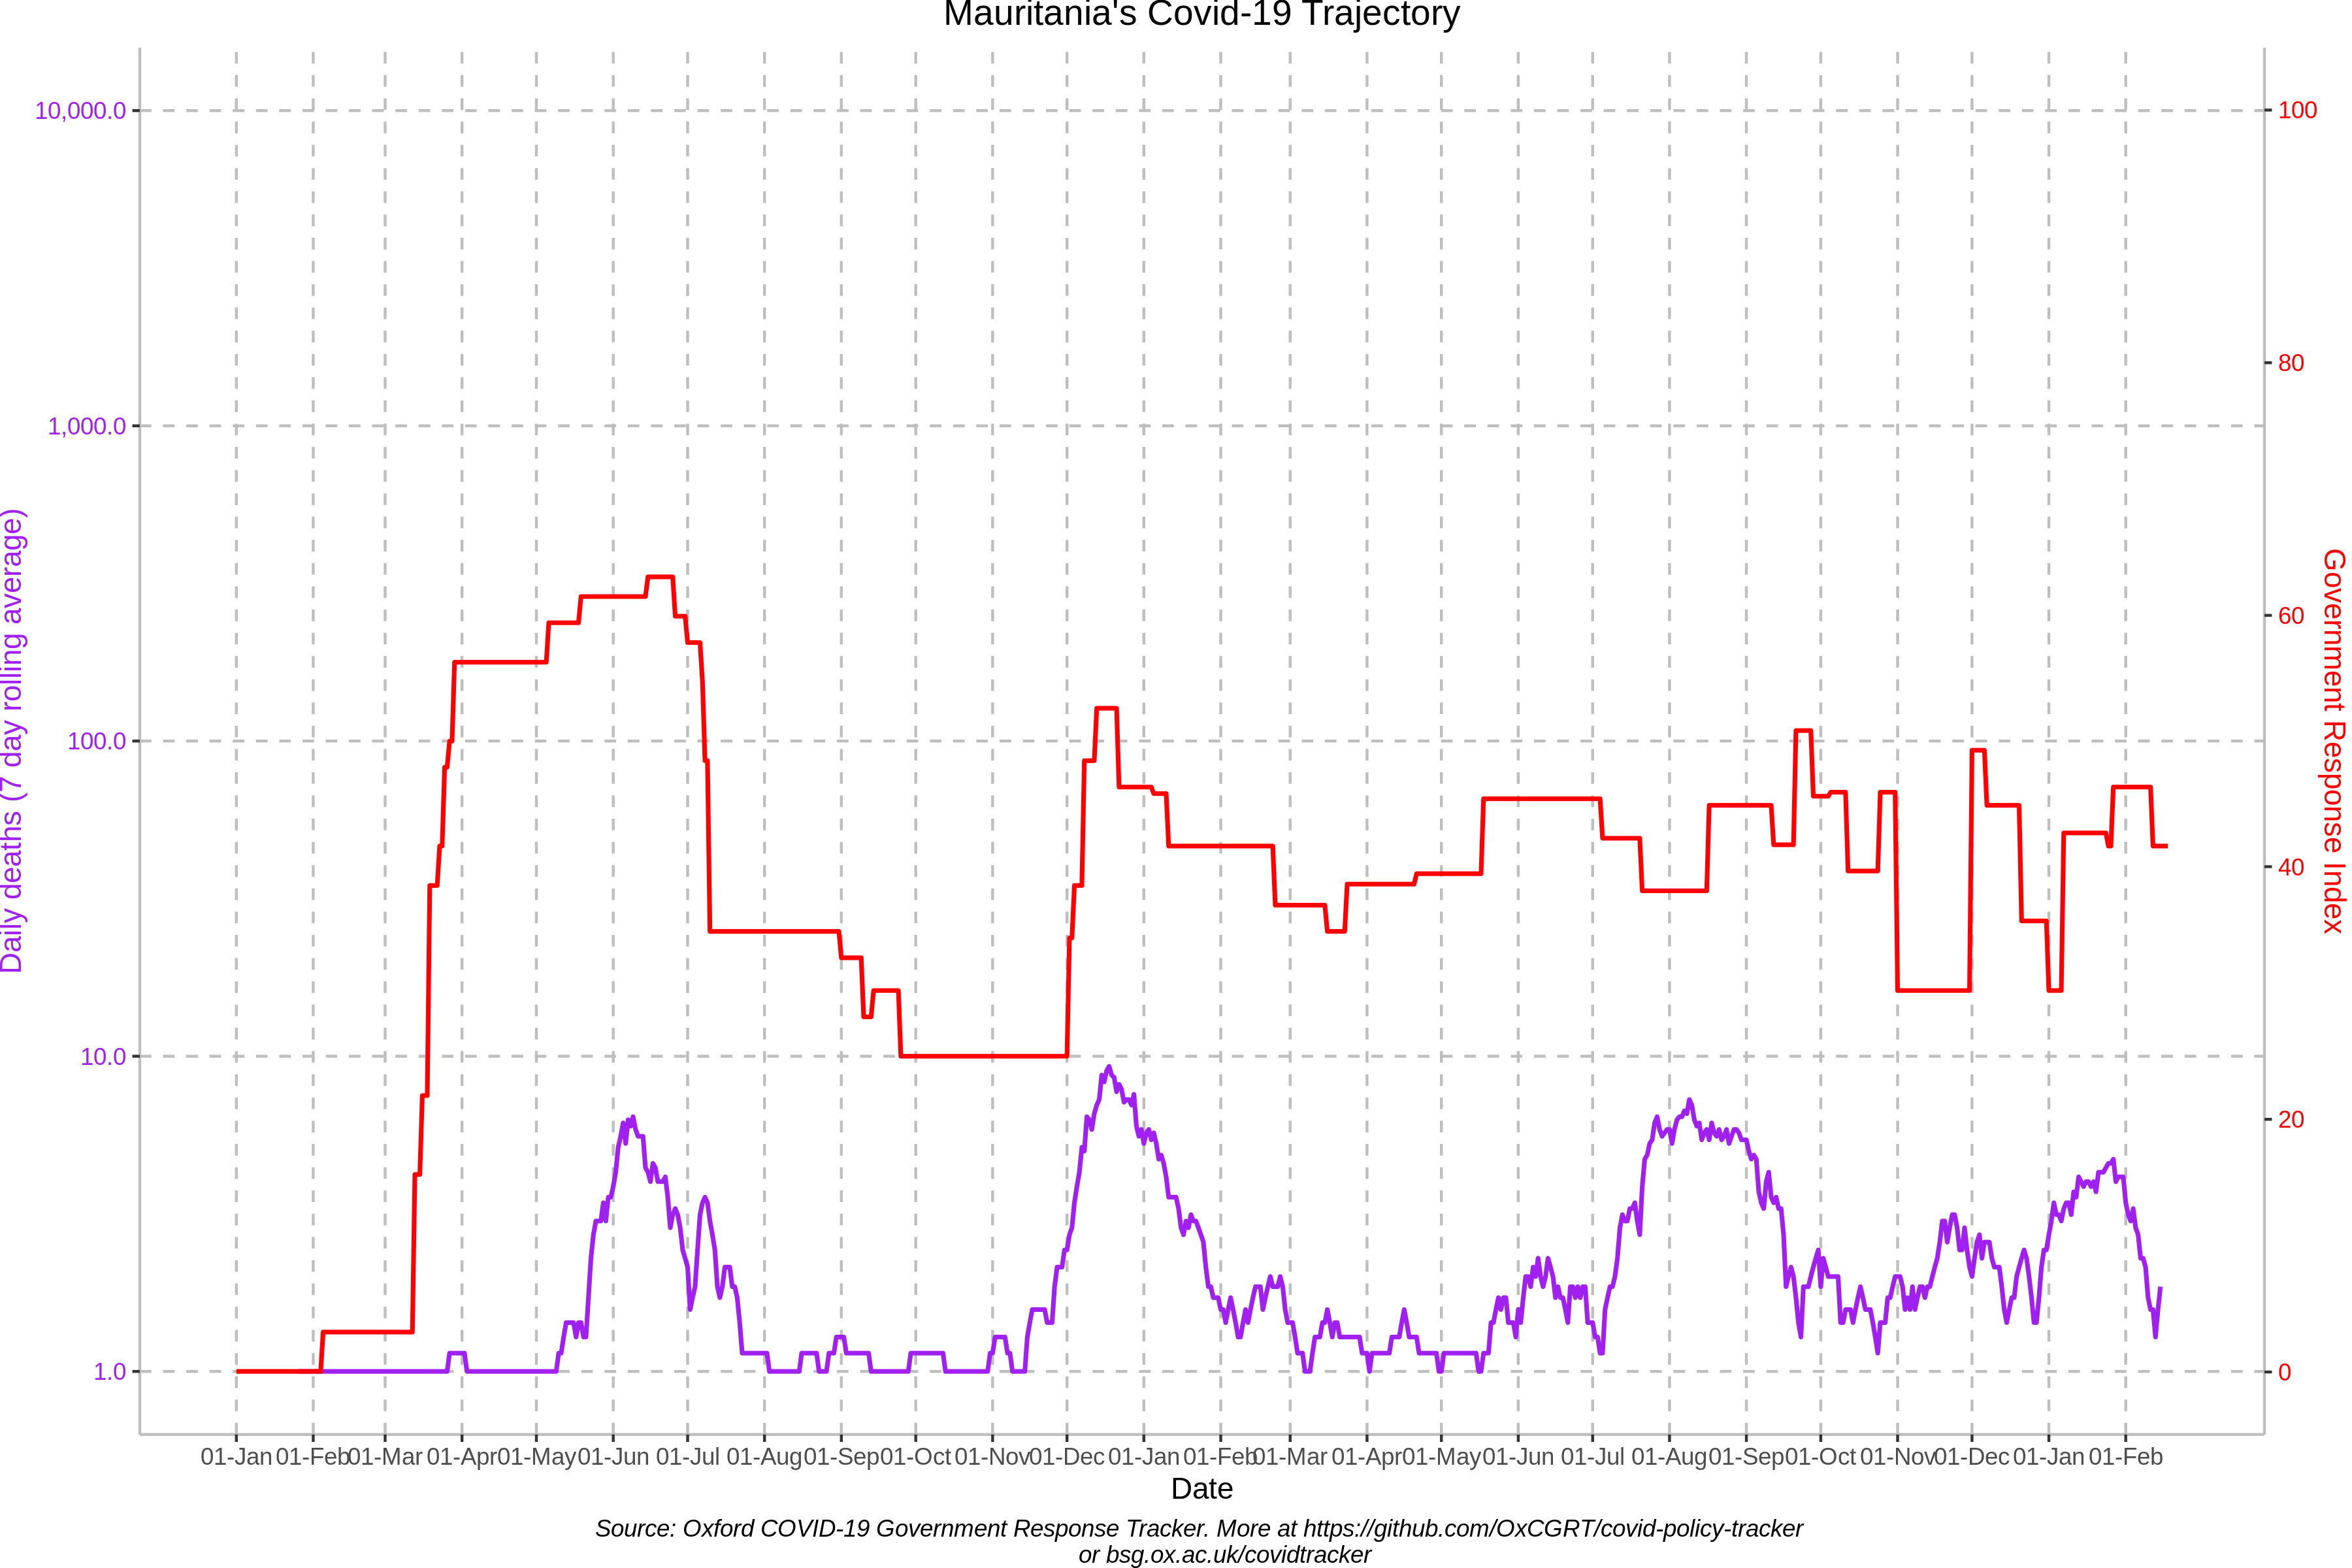 Mauritania's Covid-19 Trajectory
10,000.0
1,000.0
100.0
10.0
1.0
Daily deaths (7 day rolling average)
100
80
60
40
20
0
Government Response Index
01-Jan 01-Feb 01-Mar 01-Apr 01-May 01-Jun 01-Jul 01-Aug 01-Sep 01-Oct 01-Nov 01-Dec 01-Jan 01-Feb 01-Mar 01-Apr 01-May 01-Jun 01-Jul 01-Aug 01-Sep 01-Oct 01-Nov 01-Dec 01-Jan 01-Feb
Date
Source: Oxford COVID-19 Government Response Tracker. More at https://github.com/OxCGRT/covid-policy-tracker
or bsg.ox.ac.uk/covidtracker